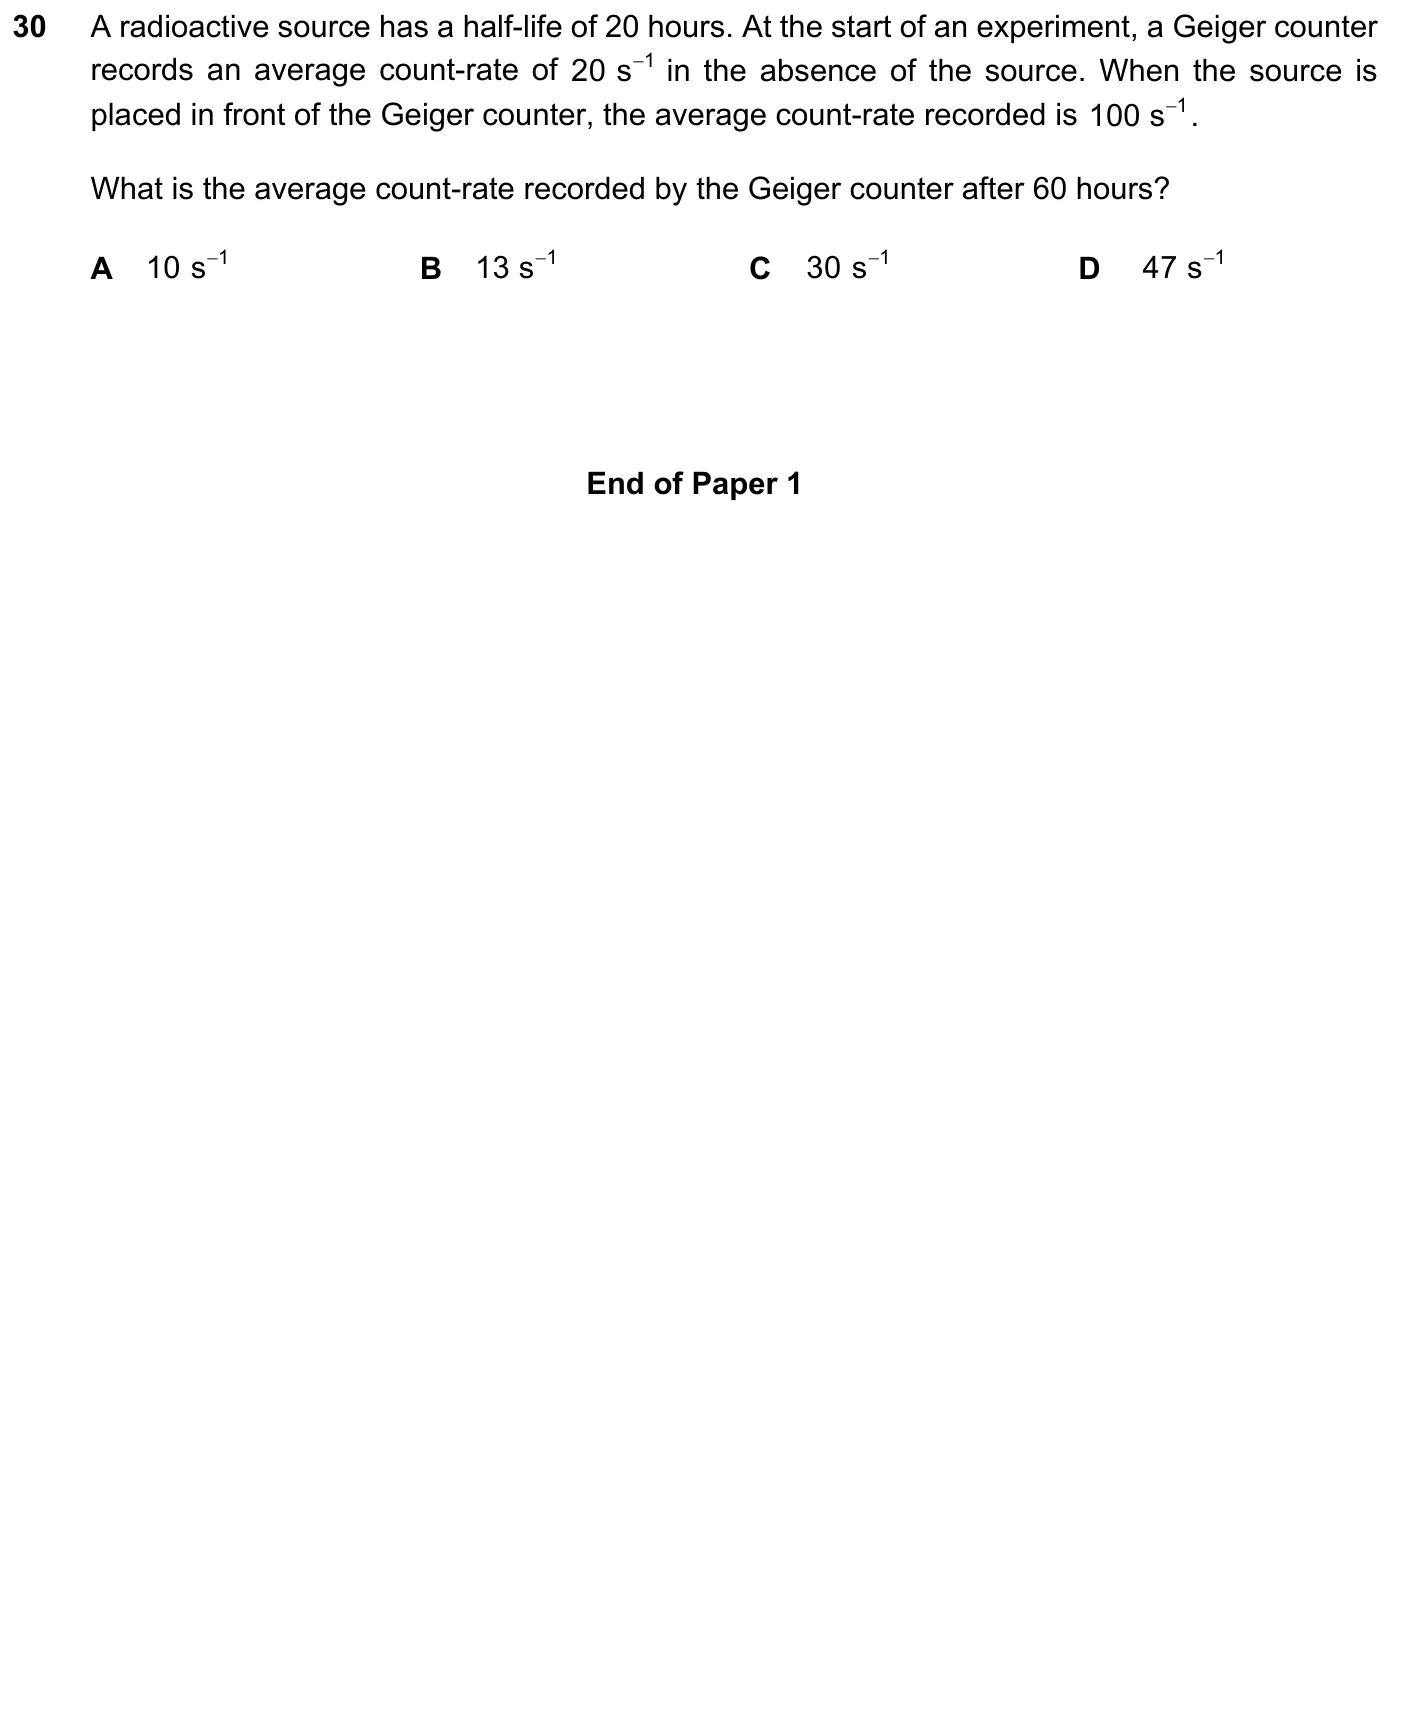 30 A radioactive source has a half-life of 20 hours. At the start of an experiment, a Geiger counter
records an average count-rate of 20 s⁻¹ in the absence of the source. When the source is
placed in front of the Geiger counter, the average count-rate recorded is 100 s⁻¹.
What is the average count-rate recorded by the Geiger counter after 60 hours?
A 10 s⁻¹ B 13 s⁻¹ C 30 s⁻¹ D 47 s⁻¹
End of Paper 1